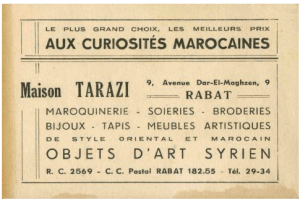 LE PLUS GRAND CHOIX, LES MEILLEURS PRIX
AUX CURIOSITÉS MAROCAINES
Maison TARAZI
9, Avenue Dar-El-Maghzen, 9
RABAT
MAROQUINERIE - SOIERIES - BRODERIES
BIJOUX - TAPIS - MEUBLES ARTISTIQUES
DE STYLE ORIENTAL ET MAROCAIN
OBJETS D'ART SYRIEN
R. C. 2569 - C. C. Postal RABAT 182.55 - Tél. 29-34